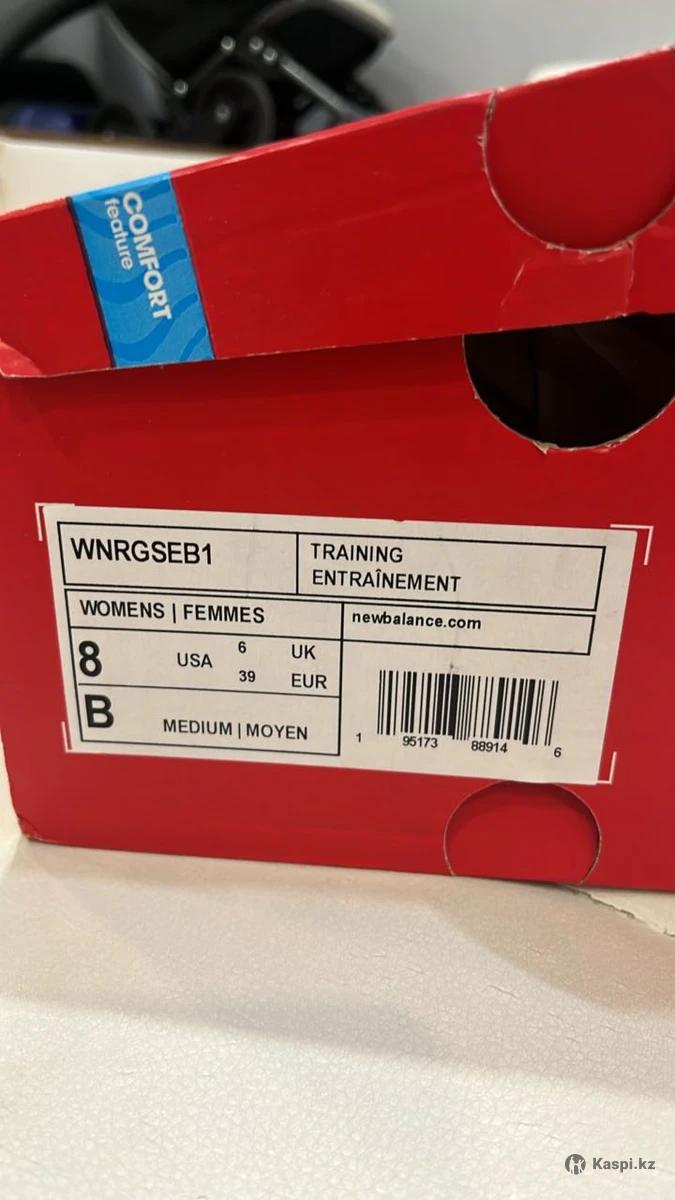 COMFORT
feature
WNRGSEB1
TRAINING
ENTRAÎNEMENT
WOMENS | FEMMES
newbalance.com
8 USA 6 UK
39 EUR
B MEDIUM | MOYEN
1 95173 88914 6
Kaspi.kz